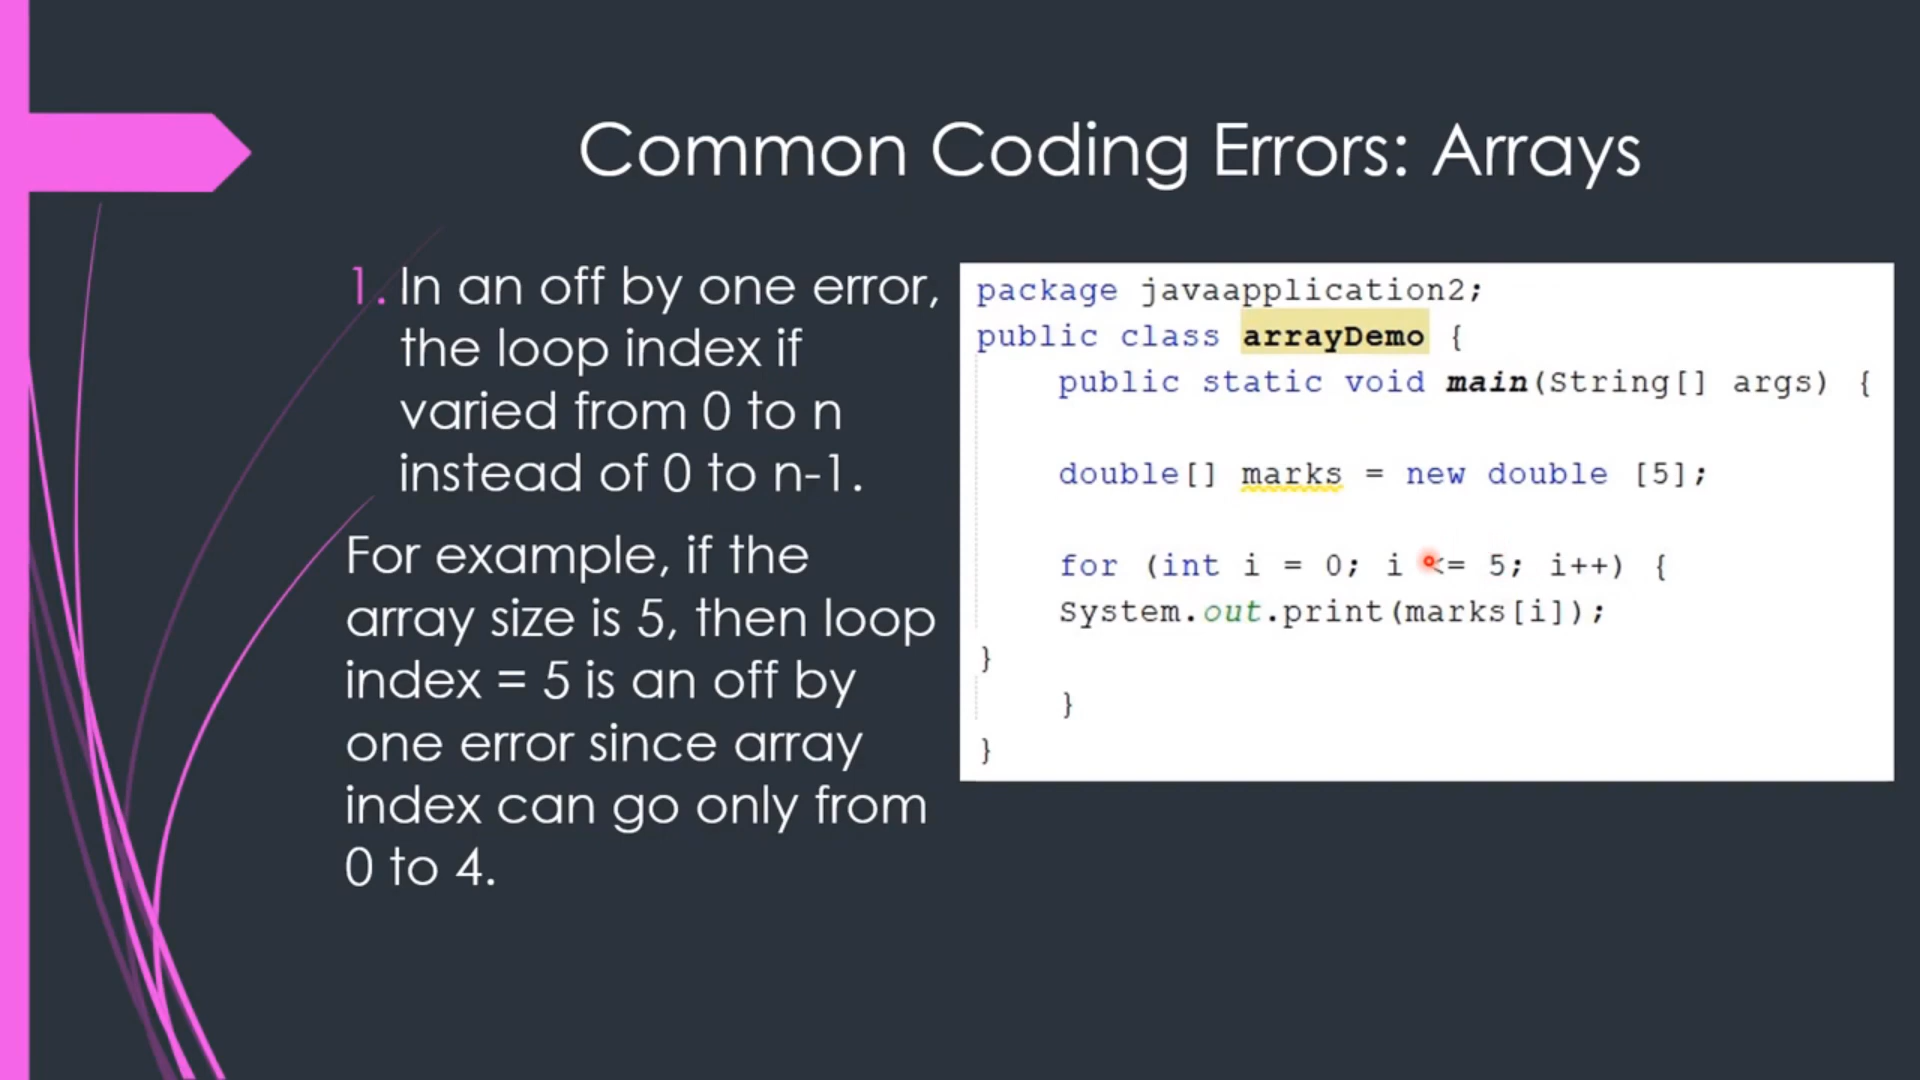 Common Coding Errors: Arrays
1. In an off by one error,
the loop index if
varied from 0 to n
instead of 0 to n-1.
For example, if the
array size is 5, then loop
index = 5 is an off by
one error since array
index can go only from
0 to 4.
package javaapplication2;
public class arrayDemo {
public static void main(String[] args) {
double[] marks = new double [5];
for (int i = 0; i <= 5; i++) {
System.out.print(marks[i]);
}
}
}